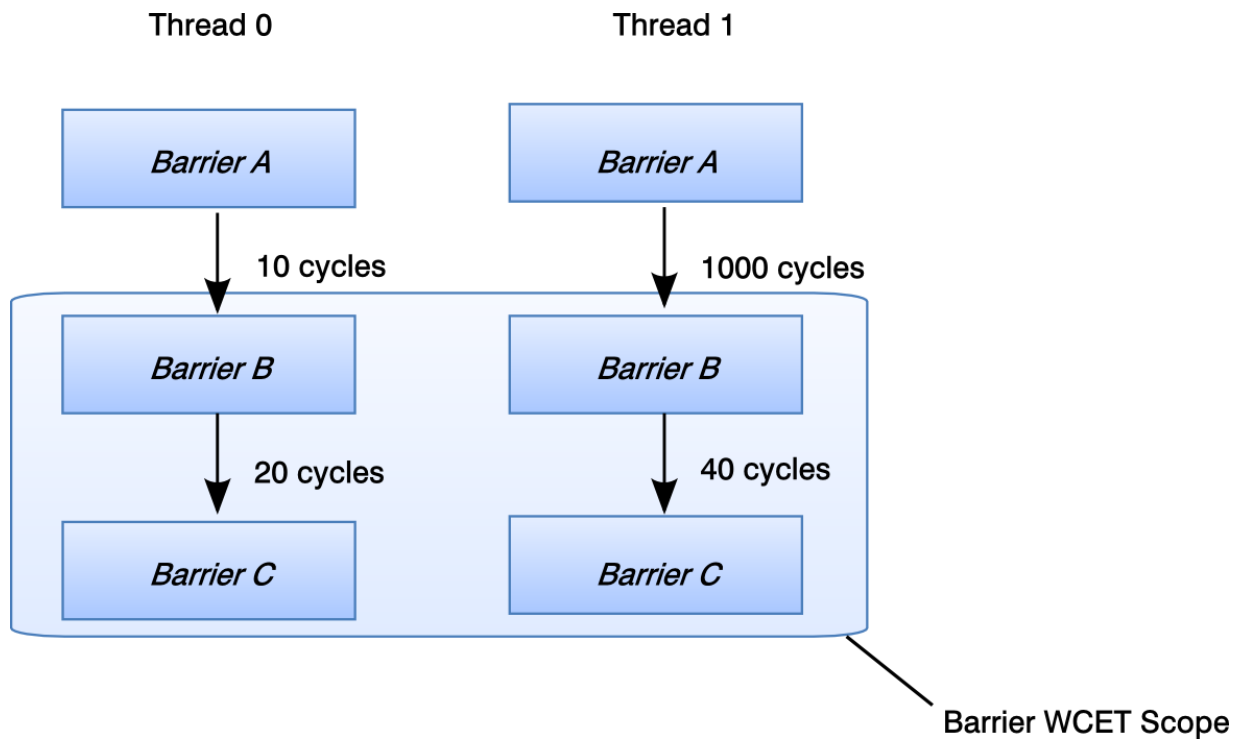 Thread 0
Thread 1
Barrier A
Barrier A
10 cycles
1000 cycles
Barrier B
Barrier B
20 cycles
40 cycles
Barrier C
Barrier C
Barrier WCET Scope